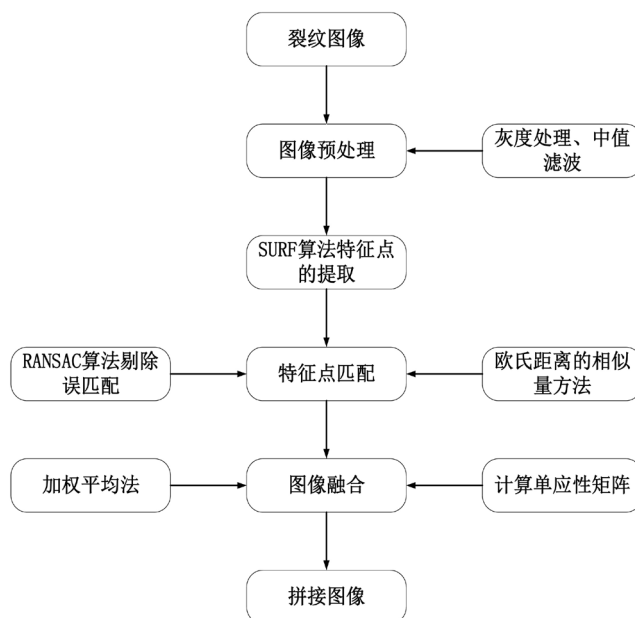 裂纹图像
图像预处理
灰度处理、中值
滤波
SURF算法特征点
的提取
RANSAC算法剔除
误匹配
特征点匹配
欧氏距离的相似
量方法
加权平均法
图像融合
计算单应性矩阵
拼接图像